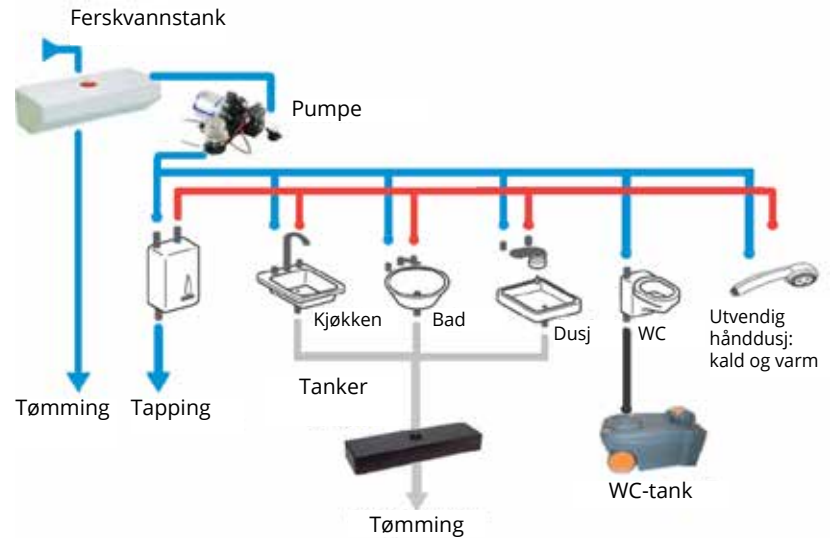 Ferskvannstank
Pumpe
Kjøkken
Bad
Dusj
WC
Utvendig
hånddusj:
kald og varm
Tanker
Tømming
Tapping
WC-tank
Tømming